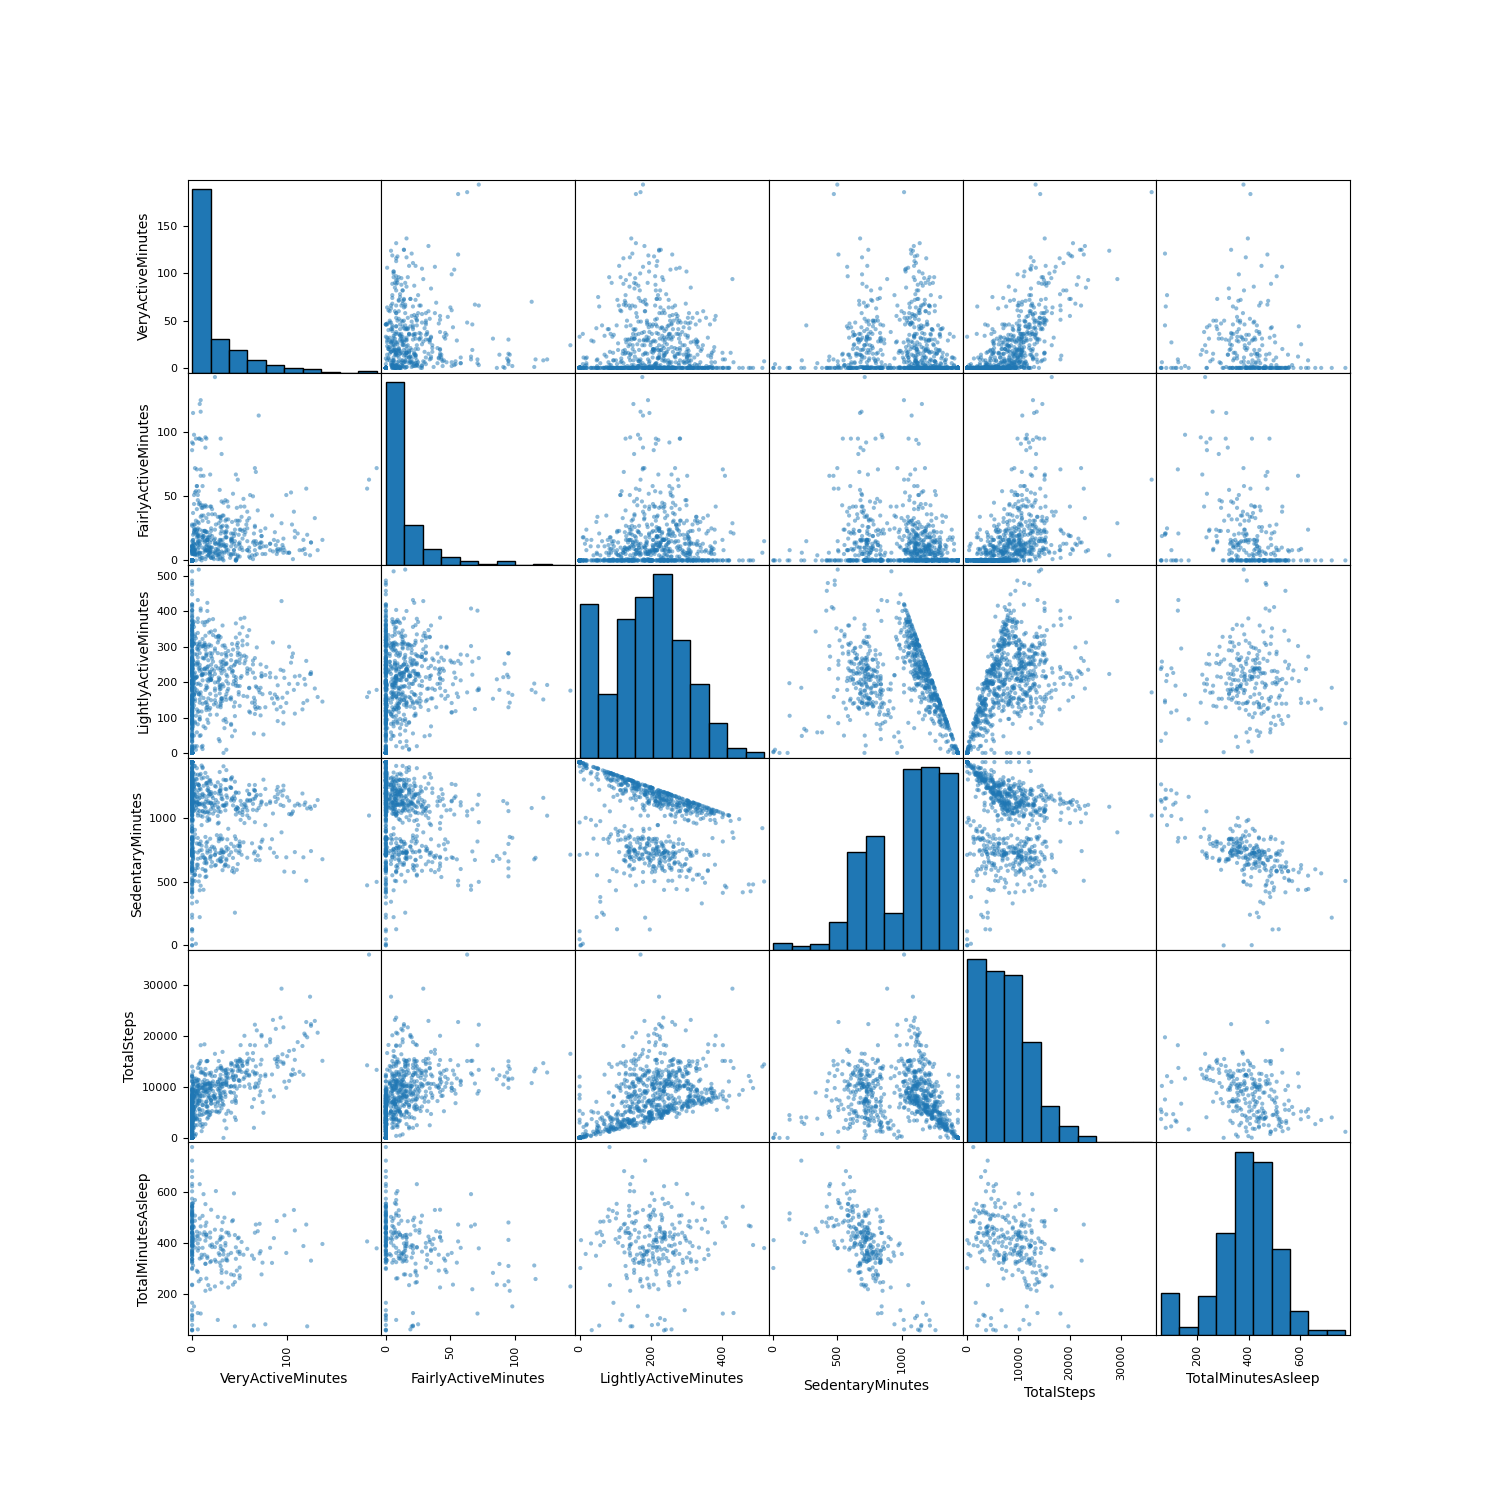 VeryActiveMinutes
150
100
50
0
FairlyActiveMinutes
100
50
0
LightlyActiveMinutes
500
400
300
200
100
0
SedentaryMinutes
1000
500
0
TotalSteps
30000
20000
10000
0
TotalMinutesAsleep
600
400
200
0 100
0 50 100
0 200 400
0 500 1000
0 10000 20000 30000
200 400 600
VeryActiveMinutes
FairlyActiveMinutes
LightlyActiveMinutes
SedentaryMinutes
TotalSteps
TotalMinutesAsleep